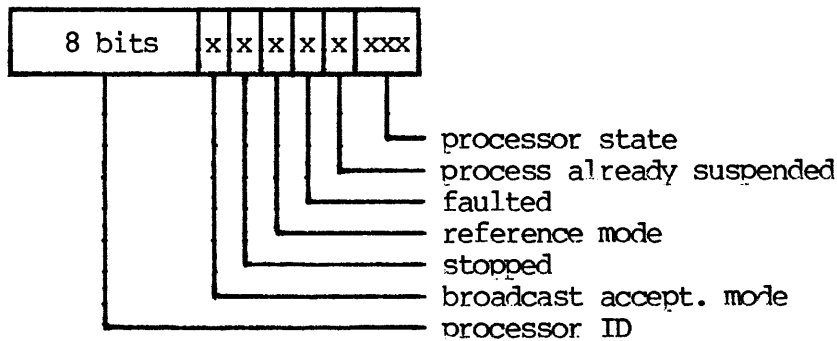 8 bits x x x x x xxx
processor state
process already suspended
faulted
reference mode
stopped
broadcast accept. mode
processor ID